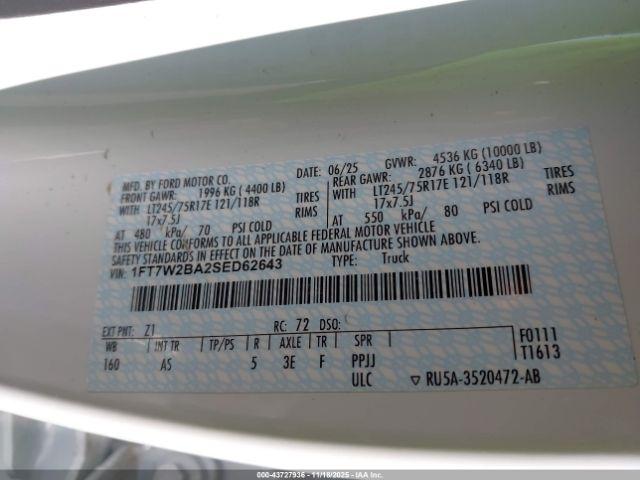 MFD. BY FORD MOTOR CO. DATE: 06/25 GVWR: 4536 KG (10000 LB)
FRONT GAWR: 1996 KG ( 4400 LB) REAR GAWR: 2876 KG ( 6340 LB)
WITH LT245/75R17E 121/118R TIRES WITH LT245/75R17E 121/118R TIRES
17x7.5J RIMS 17x7.5J RIMS
AT 480 kPa/ 70 PSI COLD AT 550 kPa/ 80 PSI COLD
THIS VEHICLE CONFORMS TO ALL APPLICABLE FEDERAL MOTOR VEHICLE
SAFETY STANDARDS IN EFFECT ON THE DATE OF MANUFACTURE SHOWN ABOVE.
VIN: 1FT7W2BA2SED62643 TYPE: Truck
EXT PNT: Z1 RC: 72 DSO: F0111
WB INT TR TP/PS R AXLE TR SPR T1613
160 AS 5 3E F PPJJ
ULC ▽ RU5A-3520472-AB
00-43727936 - 11/18/2025 - IAAC